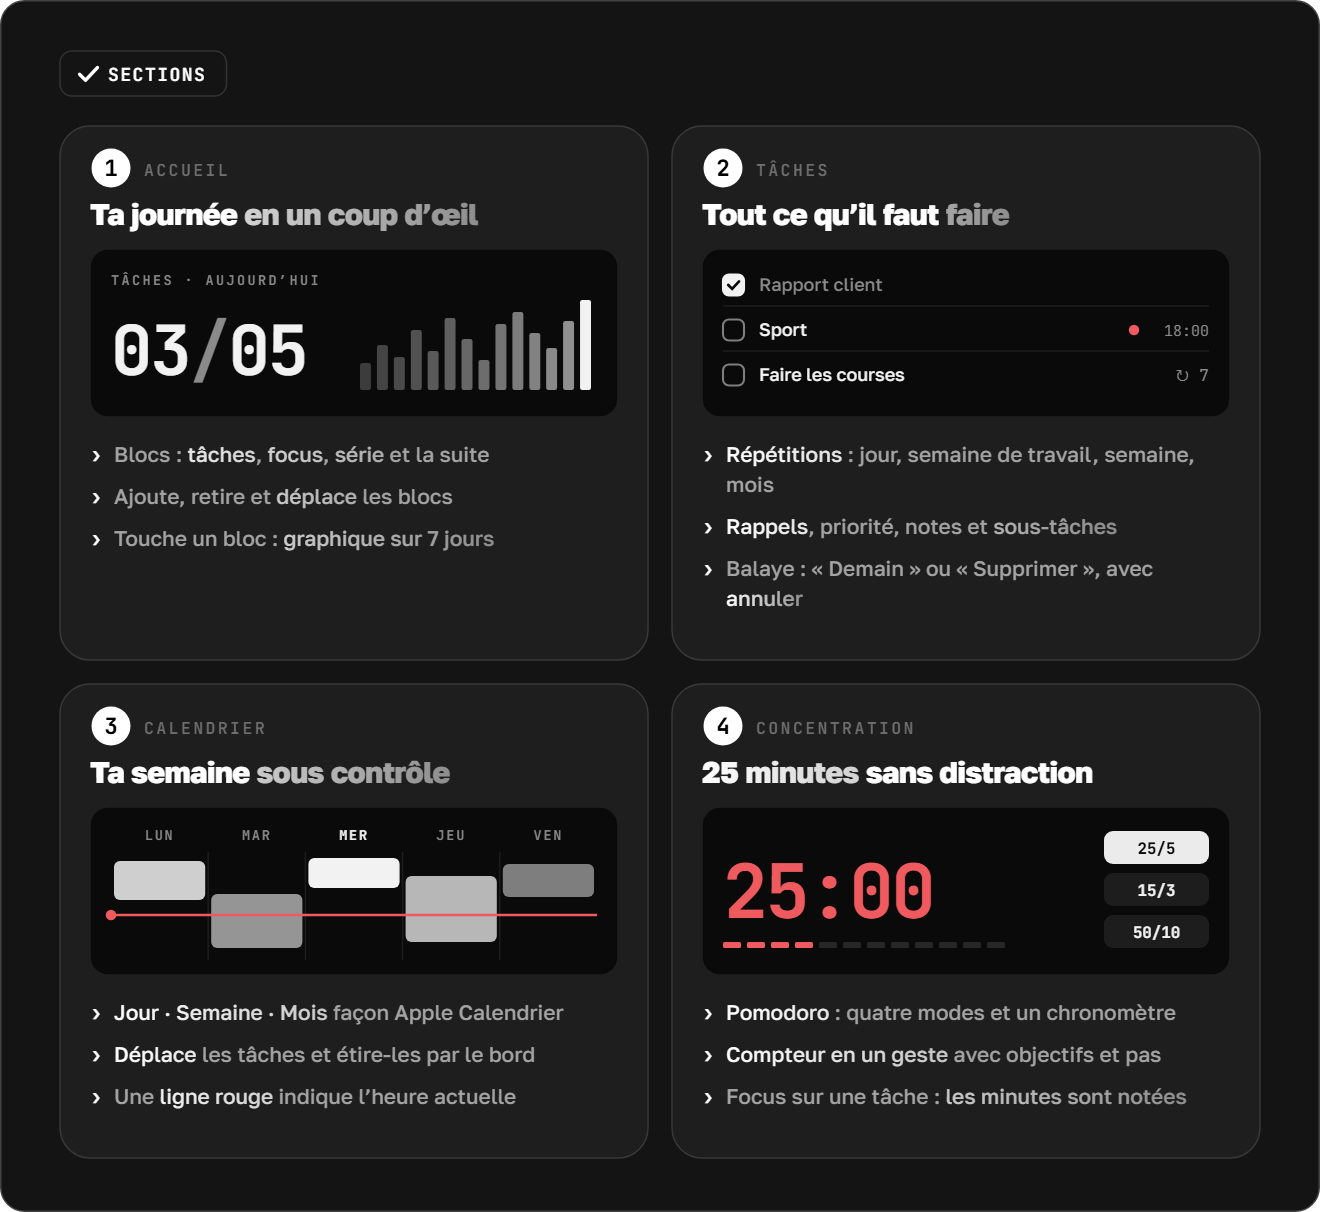 SECTIONS
1 ACCUEIL
Ta journée en un coup d’œil
TÂCHES · AUJOURD’HUI
03/05
› Blocs : tâches, focus, série et la suite
› Ajoute, retire et déplace les blocs
› Touche un bloc : graphique sur 7 jours
2 TÂCHES
Tout ce qu’il faut faire
Rapport client
Sport 18:00
Faire les courses ↻ 7
› Répétitions : jour, semaine de travail, semaine,
mois
› Rappels, priorité, notes et sous-tâches
› Balaye : « Demain » ou « Supprimer », avec
annuler
3 CALENDRIER
Ta semaine sous contrôle
LUN MAR MER JEU VEN
› Jour · Semaine · Mois façon Apple Calendrier
› Déplace les tâches et étire-les par le bord
› Une ligne rouge indique l’heure actuelle
4 CONCENTRATION
25 minutes sans distraction
25:00
25/5
15/3
50/10
› Pomodoro : quatre modes et un chronomètre
› Compteur en un geste avec objectifs et pas
› Focus sur une tâche : les minutes sont notées